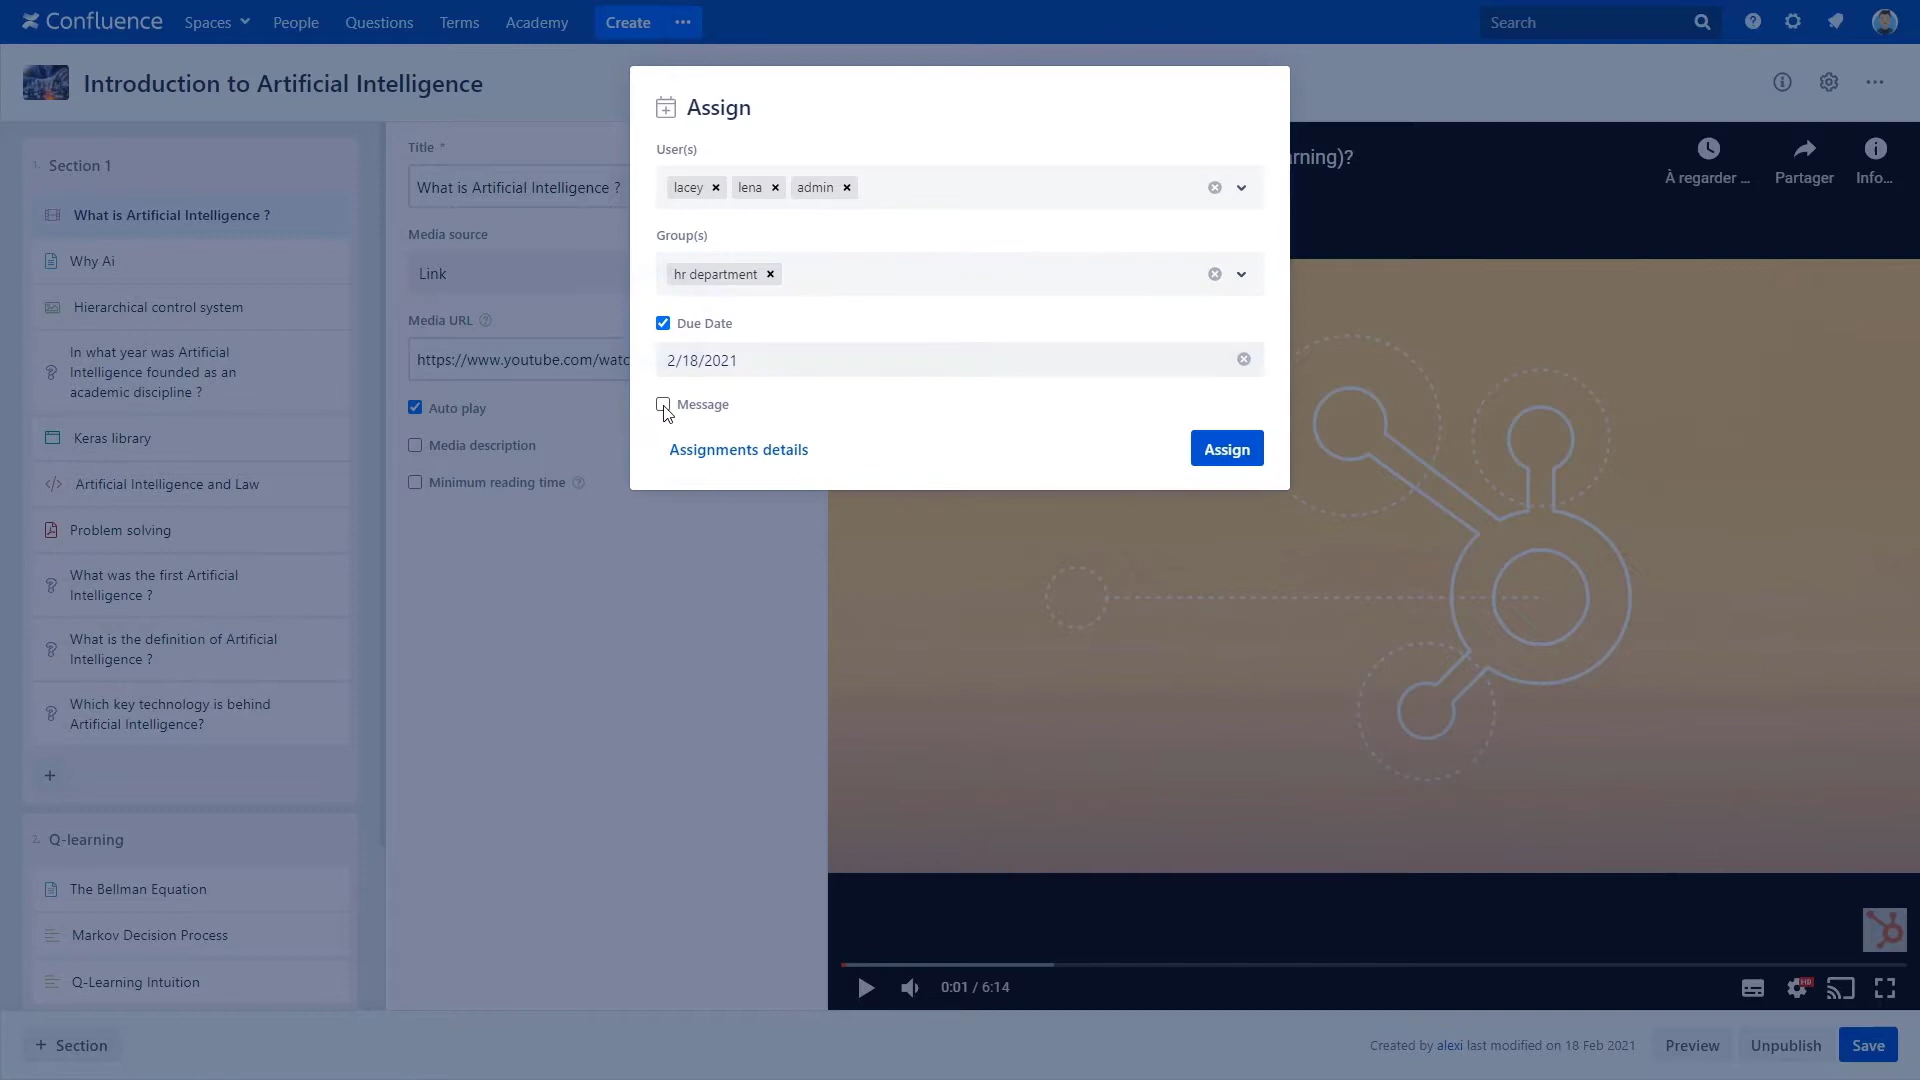 Confluence Spaces People Questions Terms Academy Create ••• Search
Introduction to Artificial Intelligence
1. Section 1
What is Artificial Intelligence ?
Why Ai
Hierarchical control system
In what year was Artificial
Intelligence founded as an
academic discipline ?
Keras library
Artificial Intelligence and Law
Problem solving
What was the first Artificial
Intelligence ?
What is the definition of Artificial
Intelligence ?
Which key technology is behind
Artificial Intelligence?
+
2. Q-learning
The Bellman Equation
Markov Decision Process
Q-Learning Intuition
+ Section
Title *
What is Artificial Intelligence ?
Media source
Link
Media URL
https://www.youtube.com/watc
Auto play
Media description
Minimum reading time
Assign
User(s)
lacey × lena × admin ×
Group(s)
hr department ×
Due Date
2/18/2021
Message
Assignments details
Assign
rning)?
À regarder ...
Partager
Info...
0:01 / 6:14
HD
Created by alexi last modified on 18 Feb 2021
Preview
Unpublish
Save